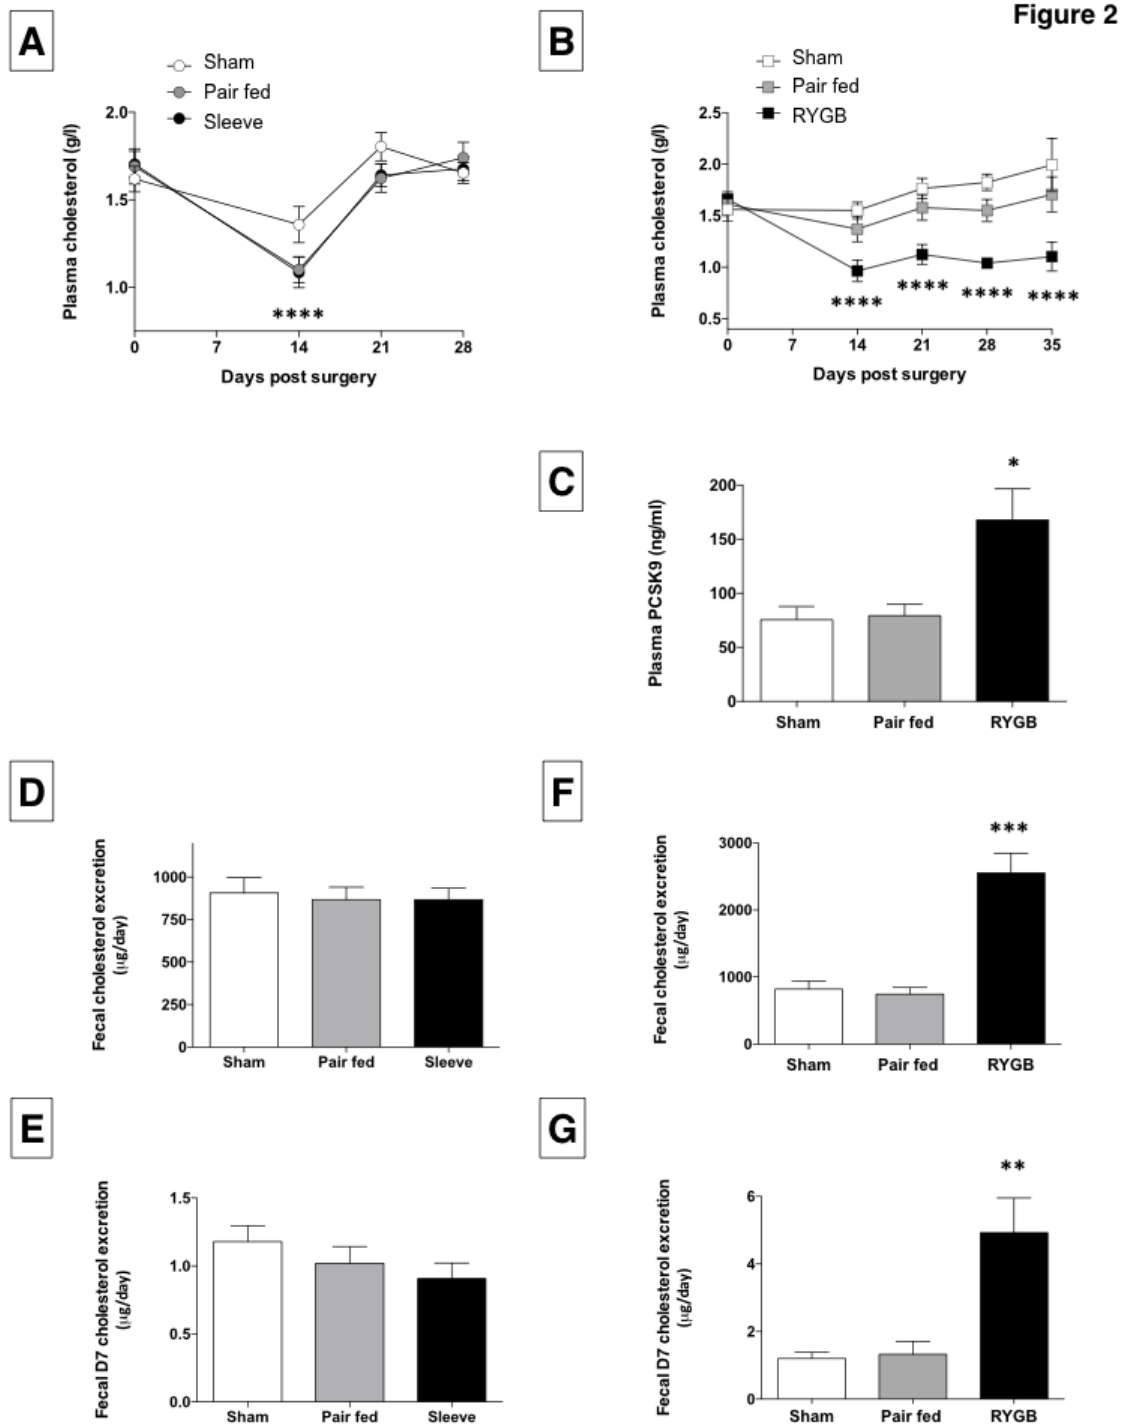 Figure 2
A
Sham
Pair fed
Sleeve
2.0
1.5
1.0
Plasma cholesterol (g/l)
****
0 7 14 21 28
Days post surgery
B
Sham
Pair fed
RYGB
2.5
2.0
1.5
1.0
0.5
Plasma cholesterol (g/l)
**** **** **** ****
0 7 14 21 28 35
Days post surgery
C
*
200
150
100
50
0
Plasma PCSK9 (ng/ml)
Sham Pair fed RYGB
D
1000
750
500
250
0
Fecal cholesterol excretion
(µg/day)
Sham Pair fed Sleeve
F
***
3000
2000
1000
0
Fecal cholesterol excretion
(µg/day)
Sham Pair fed RYGB
E
1.5
1.0
0.5
0.0
Fecal D7 cholesterol excretion
(µg/day)
Sham Pair fed Sleeve
G
**
6
4
2
0
Fecal D7 cholesterol excretion
(µg/day)
Sham Pair fed RYGB